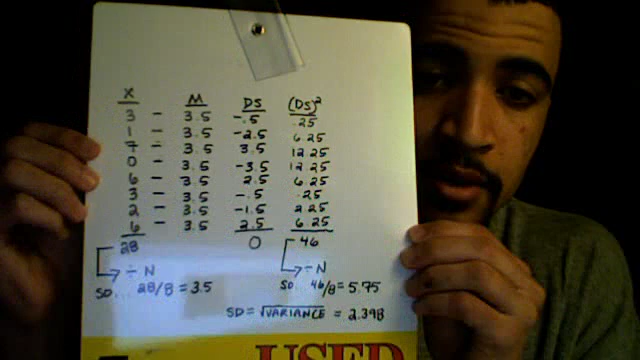 X M DS (DS)²
3 - 3.5 -.5 .25
1 - 3.5 -2.5 6.25
7 - 3.5 3.5 12.25
0 - 3.5 -3.5 12.25
6 - 3.5 2.5 6.25
3 - 3.5 -.5 .25
2 - 3.5 -1.5 2.25
6 - 3.5 2.5 6.25
28 0 46
÷ N ÷ N
SO... 28/8 = 3.5 SO... 46/8 = 5.75
SD = √VARIANCE = 2.398
USED